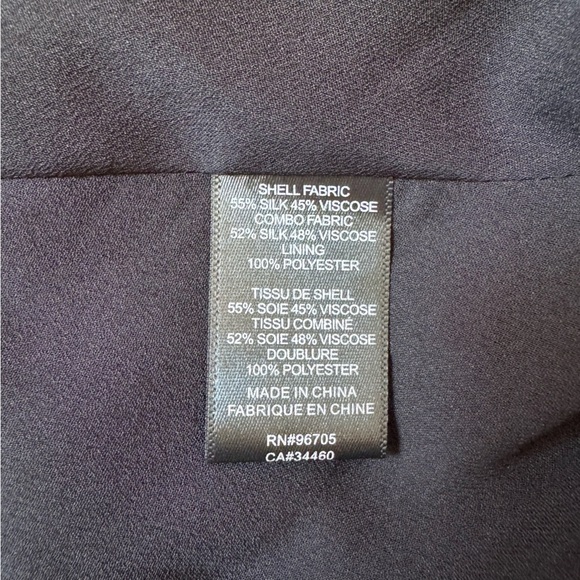 SHELL FABRIC
55% SILK 45% VISCOSE
COMBO FABRIC
52% SILK 48% VISCOSE
LINING
100% POLYESTER
TISSU DE SHELL
55% SOIE 45% VISCOSE
TISSU COMBINÉ
52% SOIE 48% VISCOSE
DOUBLURE
100% POLYESTER
MADE IN CHINA
FABRIQUE EN CHINE
RN#96705
CA#34460